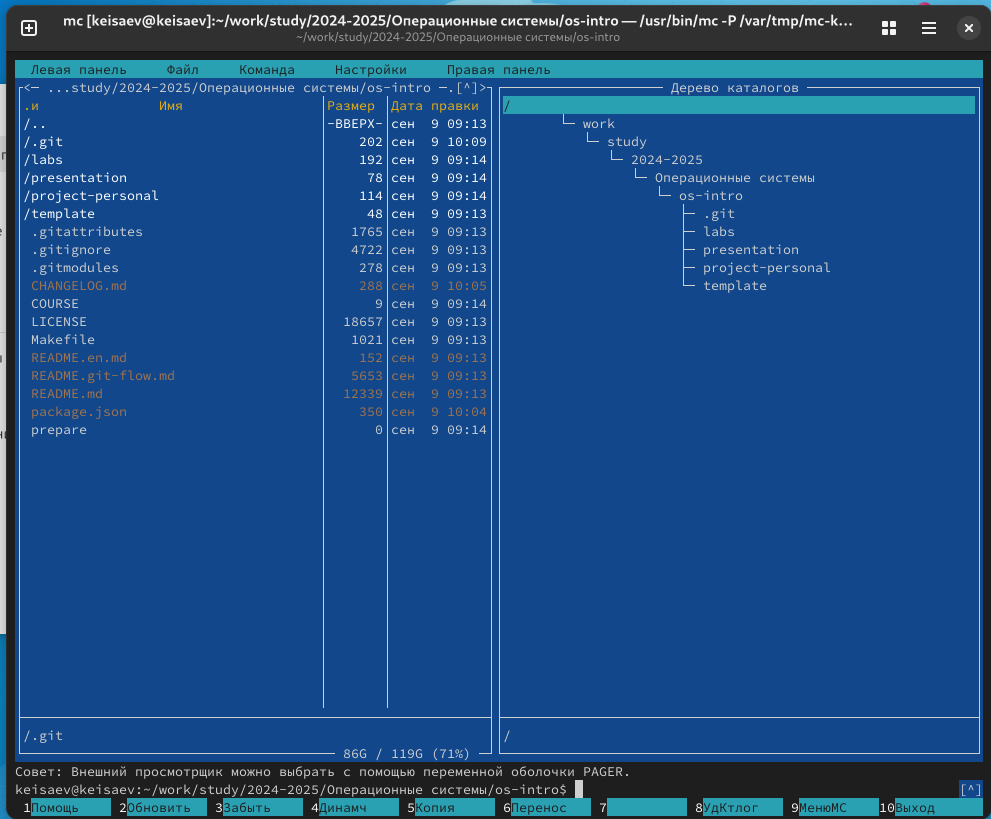 mc [keisaev@keisaev]:~/work/study/2024-2025/Операционные системы/os-intro — /usr/bin/mc -P /var/tmp/mc-k…
~/work/study/2024-2025/Операционные системы/os-intro
Левая панель Файл Команда Настройки Правая панель
<— ...study/2024-2025/Операционные системы/os-intro —.[^]>
.и Имя Размер Дата правки
/.. -ВВЕРХ- сен 9 09:13
/.git 202 сен 9 10:09
/labs 192 сен 9 09:14
/presentation 78 сен 9 09:14
/project-personal 114 сен 9 09:14
/template 48 сен 9 09:13
.gitattributes 1765 сен 9 09:13
.gitignore 4722 сен 9 09:13
.gitmodules 278 сен 9 09:13
CHANGELOG.md 288 сен 9 10:05
COURSE 9 сен 9 09:14
LICENSE 18657 сен 9 09:13
Makefile 1021 сен 9 09:13
README.en.md 152 сен 9 09:13
README.git-flow.md 5653 сен 9 09:13
README.md 12339 сен 9 09:13
package.json 350 сен 9 10:04
prepare 0 сен 9 09:14
/.git
86G / 119G (71%)
Дерево каталогов
/
work
study
2024-2025
Операционные системы
os-intro
.git
labs
presentation
project-personal
template
/
Совет: Внешний просмотрщик можно выбрать с помощью переменной оболочки PAGER.
keisaev@keisaev:~/work/study/2024-2025/Операционные системы/os-intro$ [^]
1Помощь 2Обновить 3Забыть 4Динамч 5Копия 6Перенос 7 8УдКтлог 9МенюMC 10Выход